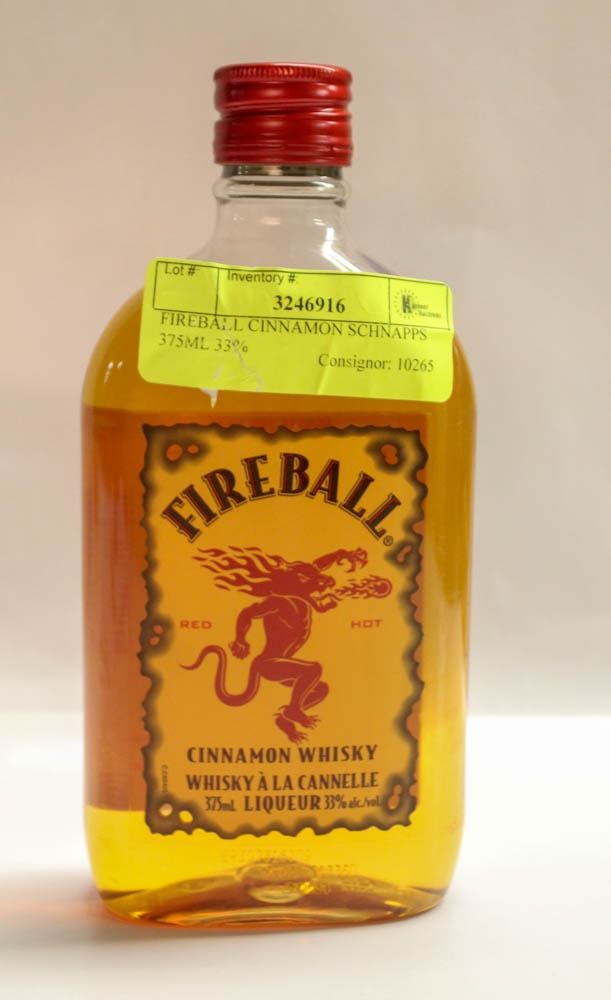 Lot #: Inventory #:
3246916
FIREBALL CINNAMON SCHNAPPS
375ML 33%
Consignor: 10265
FIREBALL®
RED HOT
CINNAMON WHISKY
WHISKY À LA CANNELLE
375mL LIQUEUR 33% alc./vol.